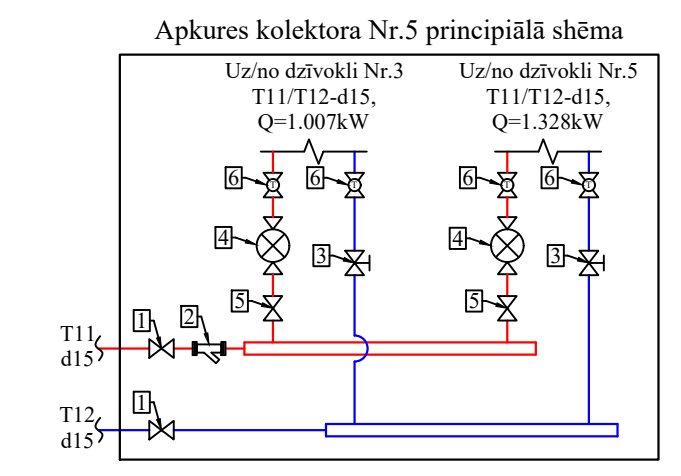 Apkures kolektora Nr.5 principiālā shēma
Uz/no dzīvokli Nr.3
T11/T12-d15,
Q=1.007kW
Uz/no dzīvokli Nr.5
T11/T12-d15,
Q=1.328kW
6
6
6
6
T
T
T
T
4
3
4
3
5
5
T11
d15
1
2
T12
d15
1